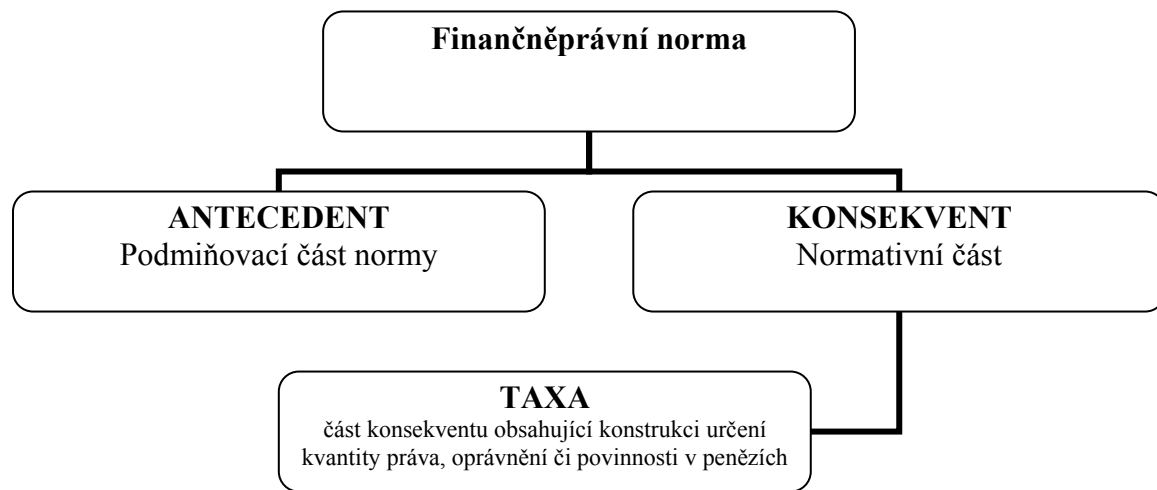 Finančněprávní norma
ANTECEDENT
Podmiňovací část normy
KONSEKVENT
Normativní část
TAXA
část konsekventu obsahující konstrukci určení
kvantity práva, oprávnění či povinnosti v penězích